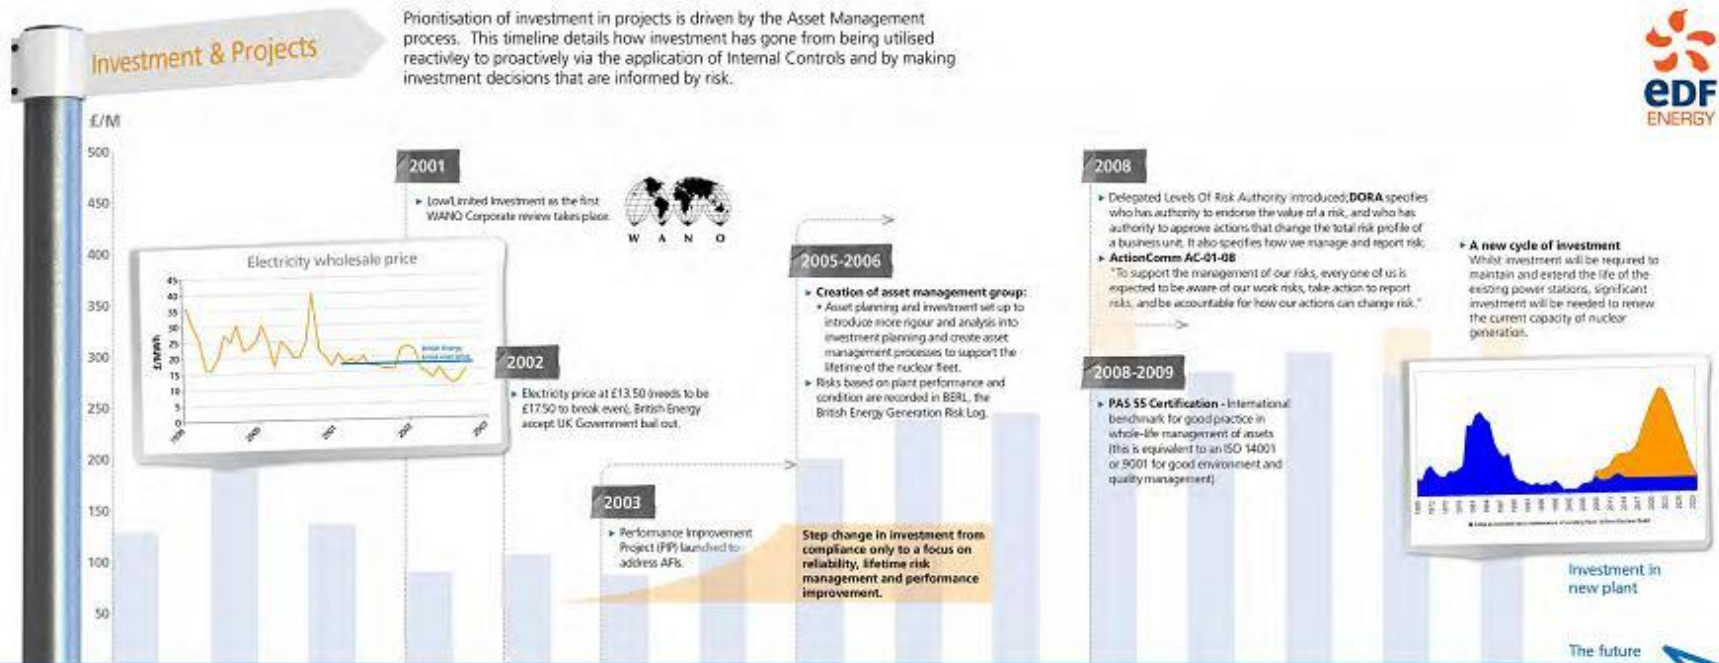 Investment & Projects
Prioritisation of investment in projects is driven by the Asset Management
process. This timeline details how investment has gone from being utilised
reactivley to proactively via the application of Internal Controls and by making
investment decisions that are informed by risk.
eDF
ENERGY
£/M
500
450
400
350
300
250
200
150
100
50
Electricity wholesale price
£/MWh
45
40
35
30
25
20
15
10
5
0
2001
Low/Limited Investment as the first
WANO Corporate review takes place.
W A N O
2002
Electricity price at £13.50 (needs to be
£17.50 to break even), British Energy
accept UK Government bail out.
2003
Performance Improvement
Project (PIP) launched to
address AFIs.
2005-2006
Creation of asset management group:
Asset planning and investment set up to
introduce more rigour and analysis into
investment planning and create asset
management processes to support the
lifetime of the nuclear fleet.
Risks based on plant performance and
condition are recorded in BERL, the
British Energy Generation Risk Log.
Step change in investment from
compliance only to a focus on
reliability, lifetime risk
management and performance
improvement.
2008
Delegated Levels Of Risk Authority introduced; DORA specifies
who has authority to endorse the value of a risk, and who has
authority to approve actions that change the total risk profile of
a business unit. It also specifies how we manage and report risk.
ActionComm AC-01-08
"To support the management of our risks, every one of us is
expected to be aware of our work risks, take action to report
risks, and be accountable for how our actions can change risk."
2008-2009
PAS 55 Certification - International
benchmark for good practice in
whole-life management of assets
(this is equivalent to an ISO 14001
or 9001 for good environment and
quality management).
A new cycle of investment
Whilst investment will be required to
maintain and extend the life of the
existing power stations, significant
investment will be needed to renew
the current capacity of nuclear
generation.
Investment in
new plant
The future